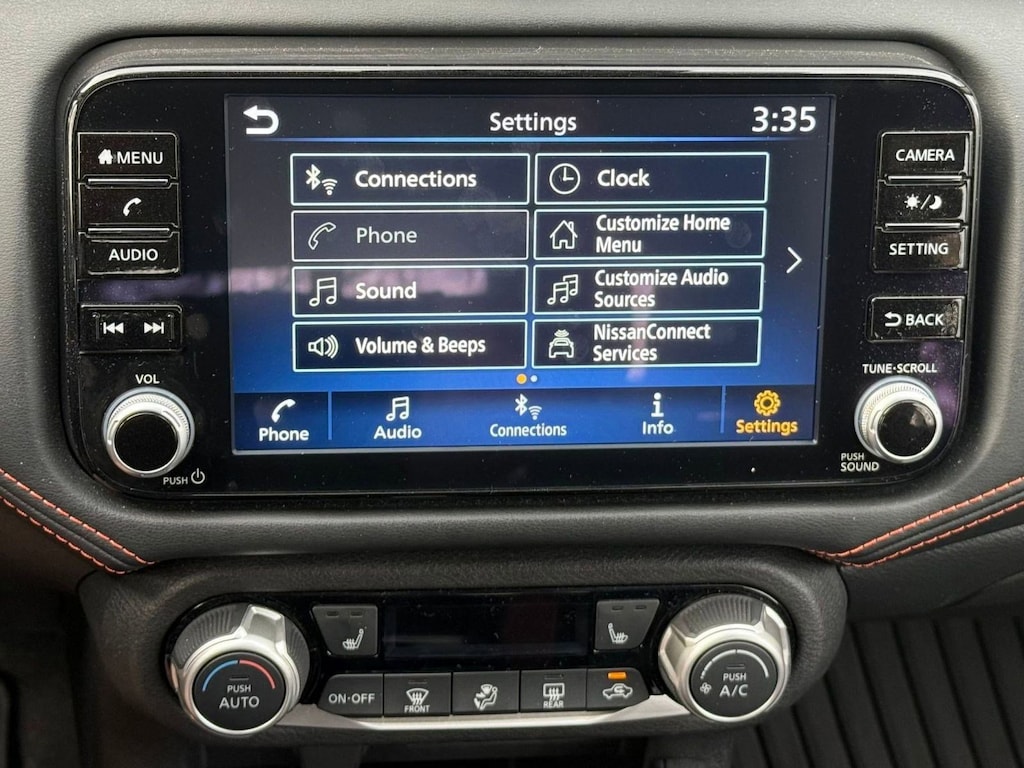 Settings
3:35
Connections
Clock
Phone
Customize Home
Menu
Sound
Customize Audio
Sources
Volume & Beeps
NissanConnect
Services
Phone
Audio
Connections
Info
Settings
MENU
AUDIO
VOL
PUSH
CAMERA
SETTING
BACK
TUNE·SCROLL
PUSH
SOUND
PUSH
AUTO
ON·OFF
FRONT
REAR
PUSH
A/C